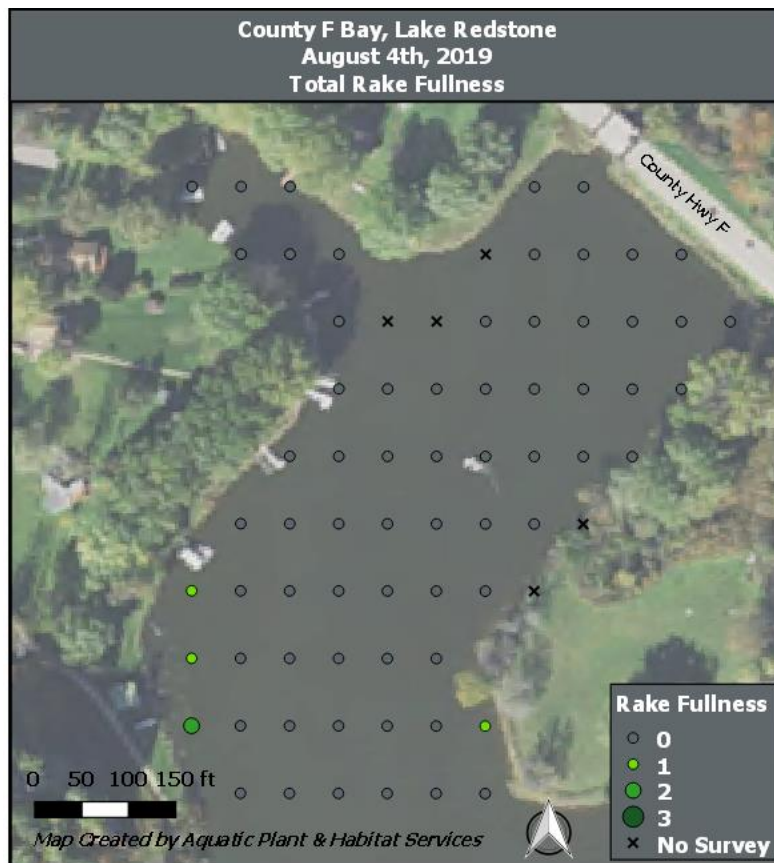 County F Bay, Lake Redstone
August 4th, 2019
Total Rake Fullness
County Hwy F
Rake Fullness
0
1
2
3
No Survey
0 50 100 150 ft
Map Created by Aquatic Plant & Habitat Services